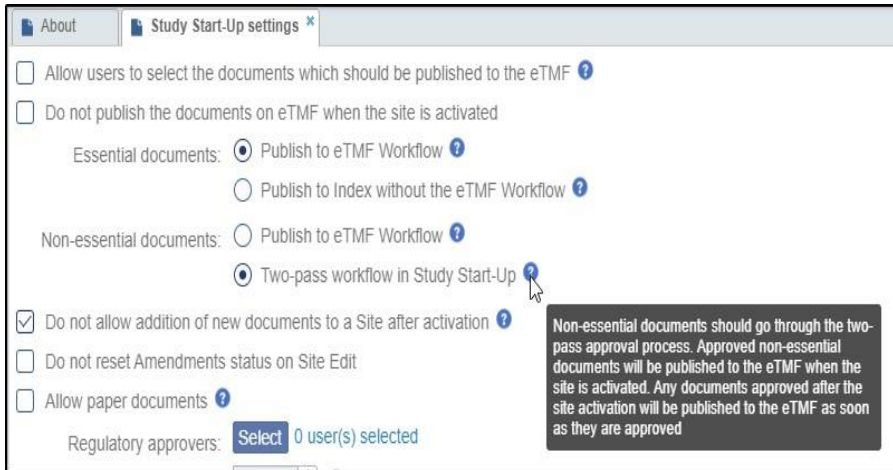 About
Study Start-Up settings
Allow users to select the documents which should be published to the eTMF
Do not publish the documents on eTMF when the site is activated
Essential documents: Publish to eTMF Workflow
Publish to Index without the eTMF Workflow
Non-essential documents: Publish to eTMF Workflow
Two-pass workflow in Study Start-Up
Do not allow addition of new documents to a Site after activation
Do not reset Amendments status on Site Edit
Allow paper documents
Regulatory approvers: Select 0 user(s) selected
Non-essential documents should go through the two-
pass approval process. Approved non-essential
documents will be published to the eTMF when the
site is activated. Any documents approved after the
site activation will be published to the eTMF as soon
as they are approved